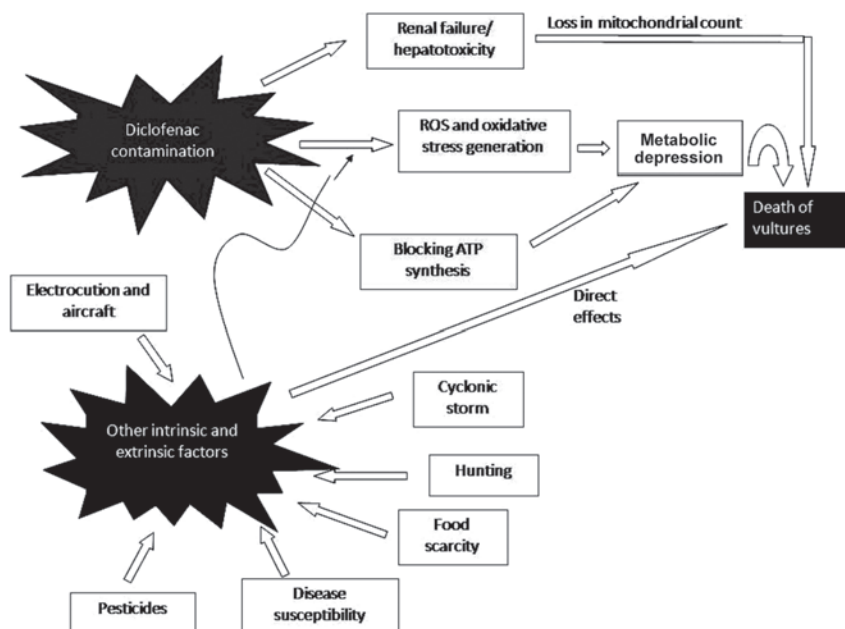 Renal failure/
hepatotoxicity
Loss in mitochondrial count
Diclofenac
contamination
ROS and oxidative
stress generation
Metabolic
depression
Death of
vultures
Blocking ATP
synthesis
Electrocution and
aircraft
Direct
effects
Cyclonic
storm
Other intrinsic and
extrinsic factors
Hunting
Food
scarcity
Pesticides
Disease
susceptibility